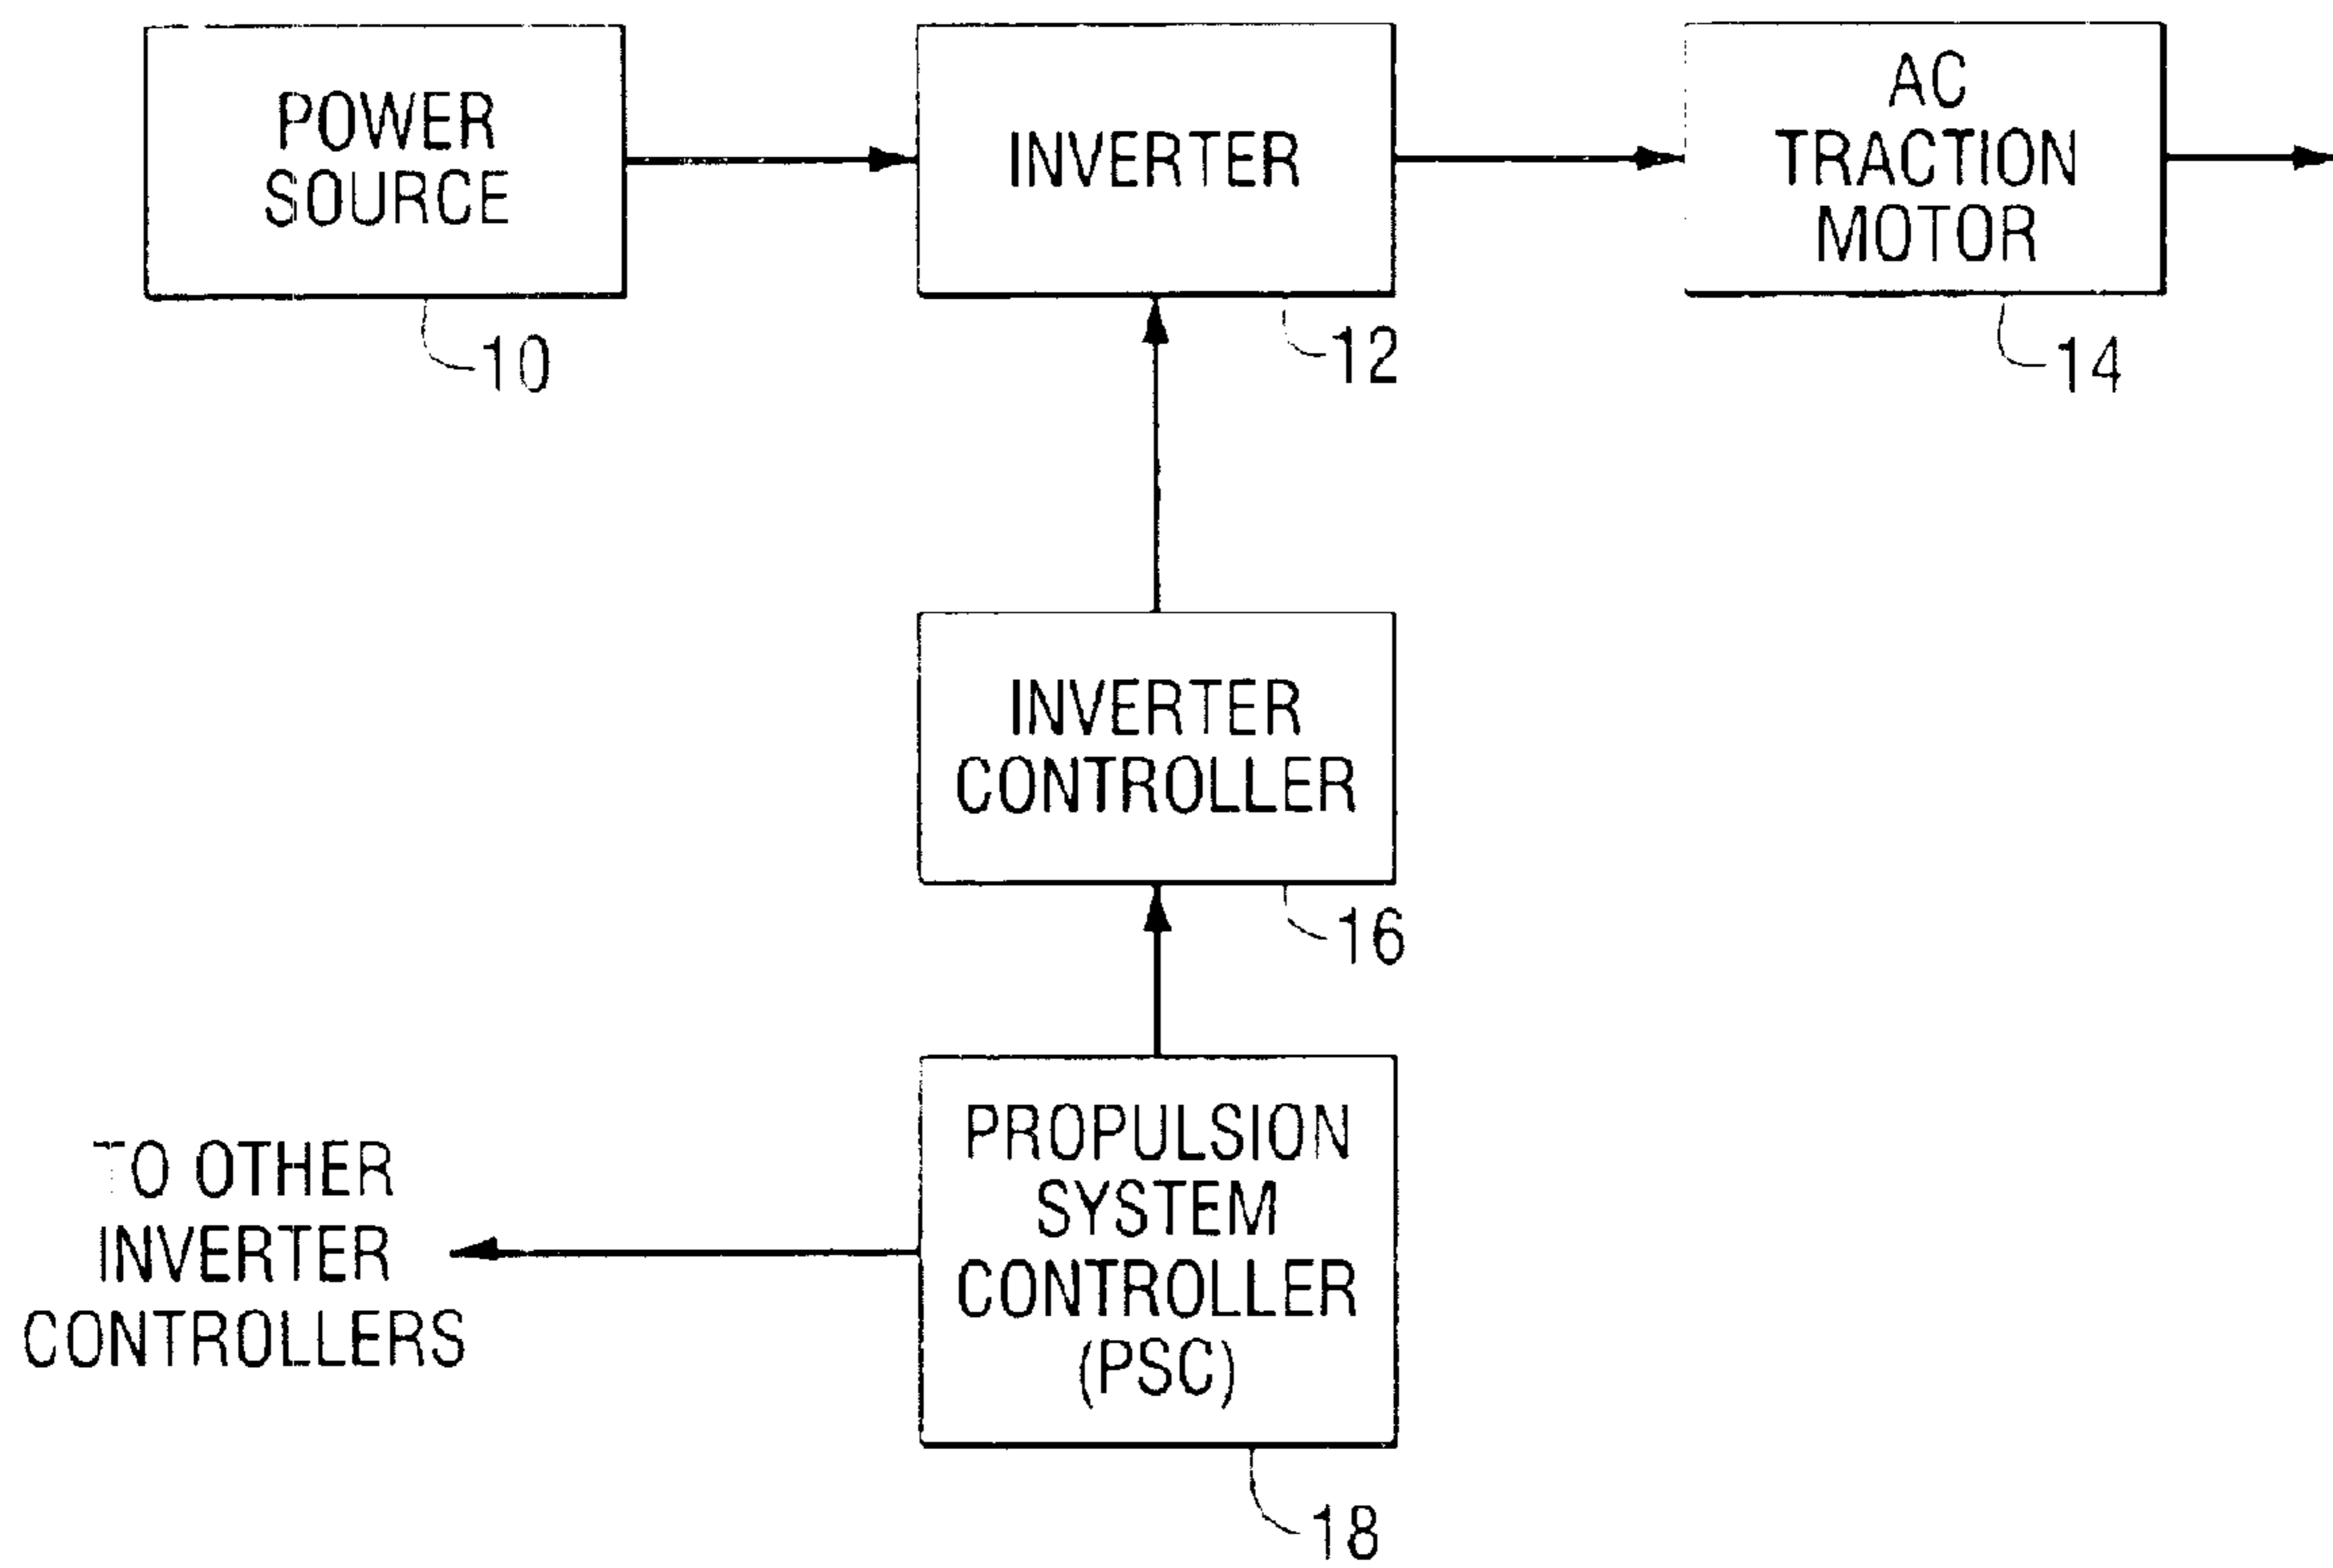 POWER
SOURCE
INVERTER
AC
TRACTION
MOTOR
10
12
14
INVERTER
CONTROLLER
16
TO OTHER
INVERTER
CONTROLLERS
PROPULSION
SYSTEM
CONTROLLER
(PSC)
18